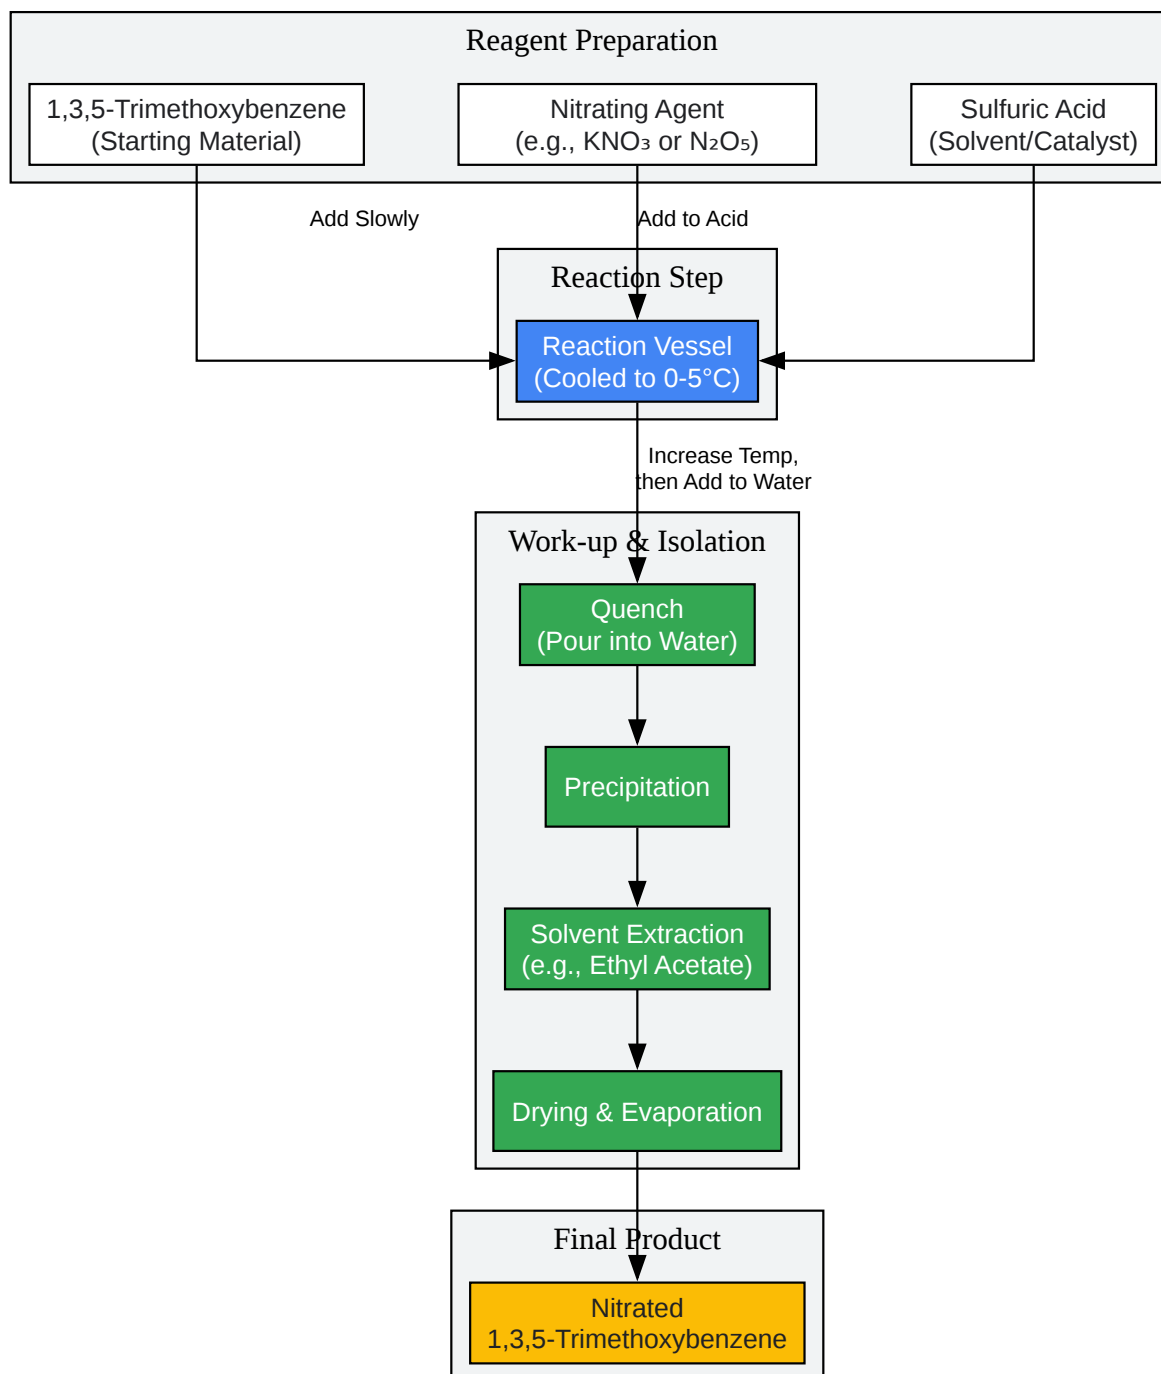 Reagent Preparation
1,3,5-Trimethoxybenzene
(Starting Material)
Nitrating Agent
(e.g., KNO₃ or N₂O₅)
Sulfuric Acid
(Solvent/Catalyst)
Add Slowly
Add to Acid
Reaction Step
Reaction Vessel
(Cooled to 0-5°C)
Increase Temp,
then Add to Water
Work-up & Isolation
Quench
(Pour into Water)
Precipitation
Solvent Extraction
(e.g., Ethyl Acetate)
Drying & Evaporation
Final Product
Nitrated
1,3,5-Trimethoxybenzene